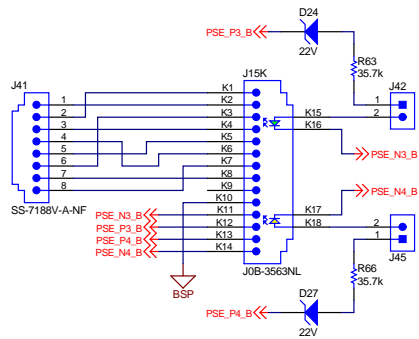 D24
PSE_P3_B
22V
R63
35.7k
J41
J15K
J42
1
2
3
4
5
6
7
8
K1
K2
K3
K4
K5
K6
K7
K8
K9
K10
K11
K12
K13
K14
K15
K16
1
2
PSE_N3_B
SS-7188V-A-NF
PSE_N3_B
PSE_P3_B
PSE_P4_B
PSE_N4_B
PSE_N4_B
K17
K18
2
1
J0B-3563NL
J45
BSP
R66
35.7k
D27
PSE_P4_B
22V